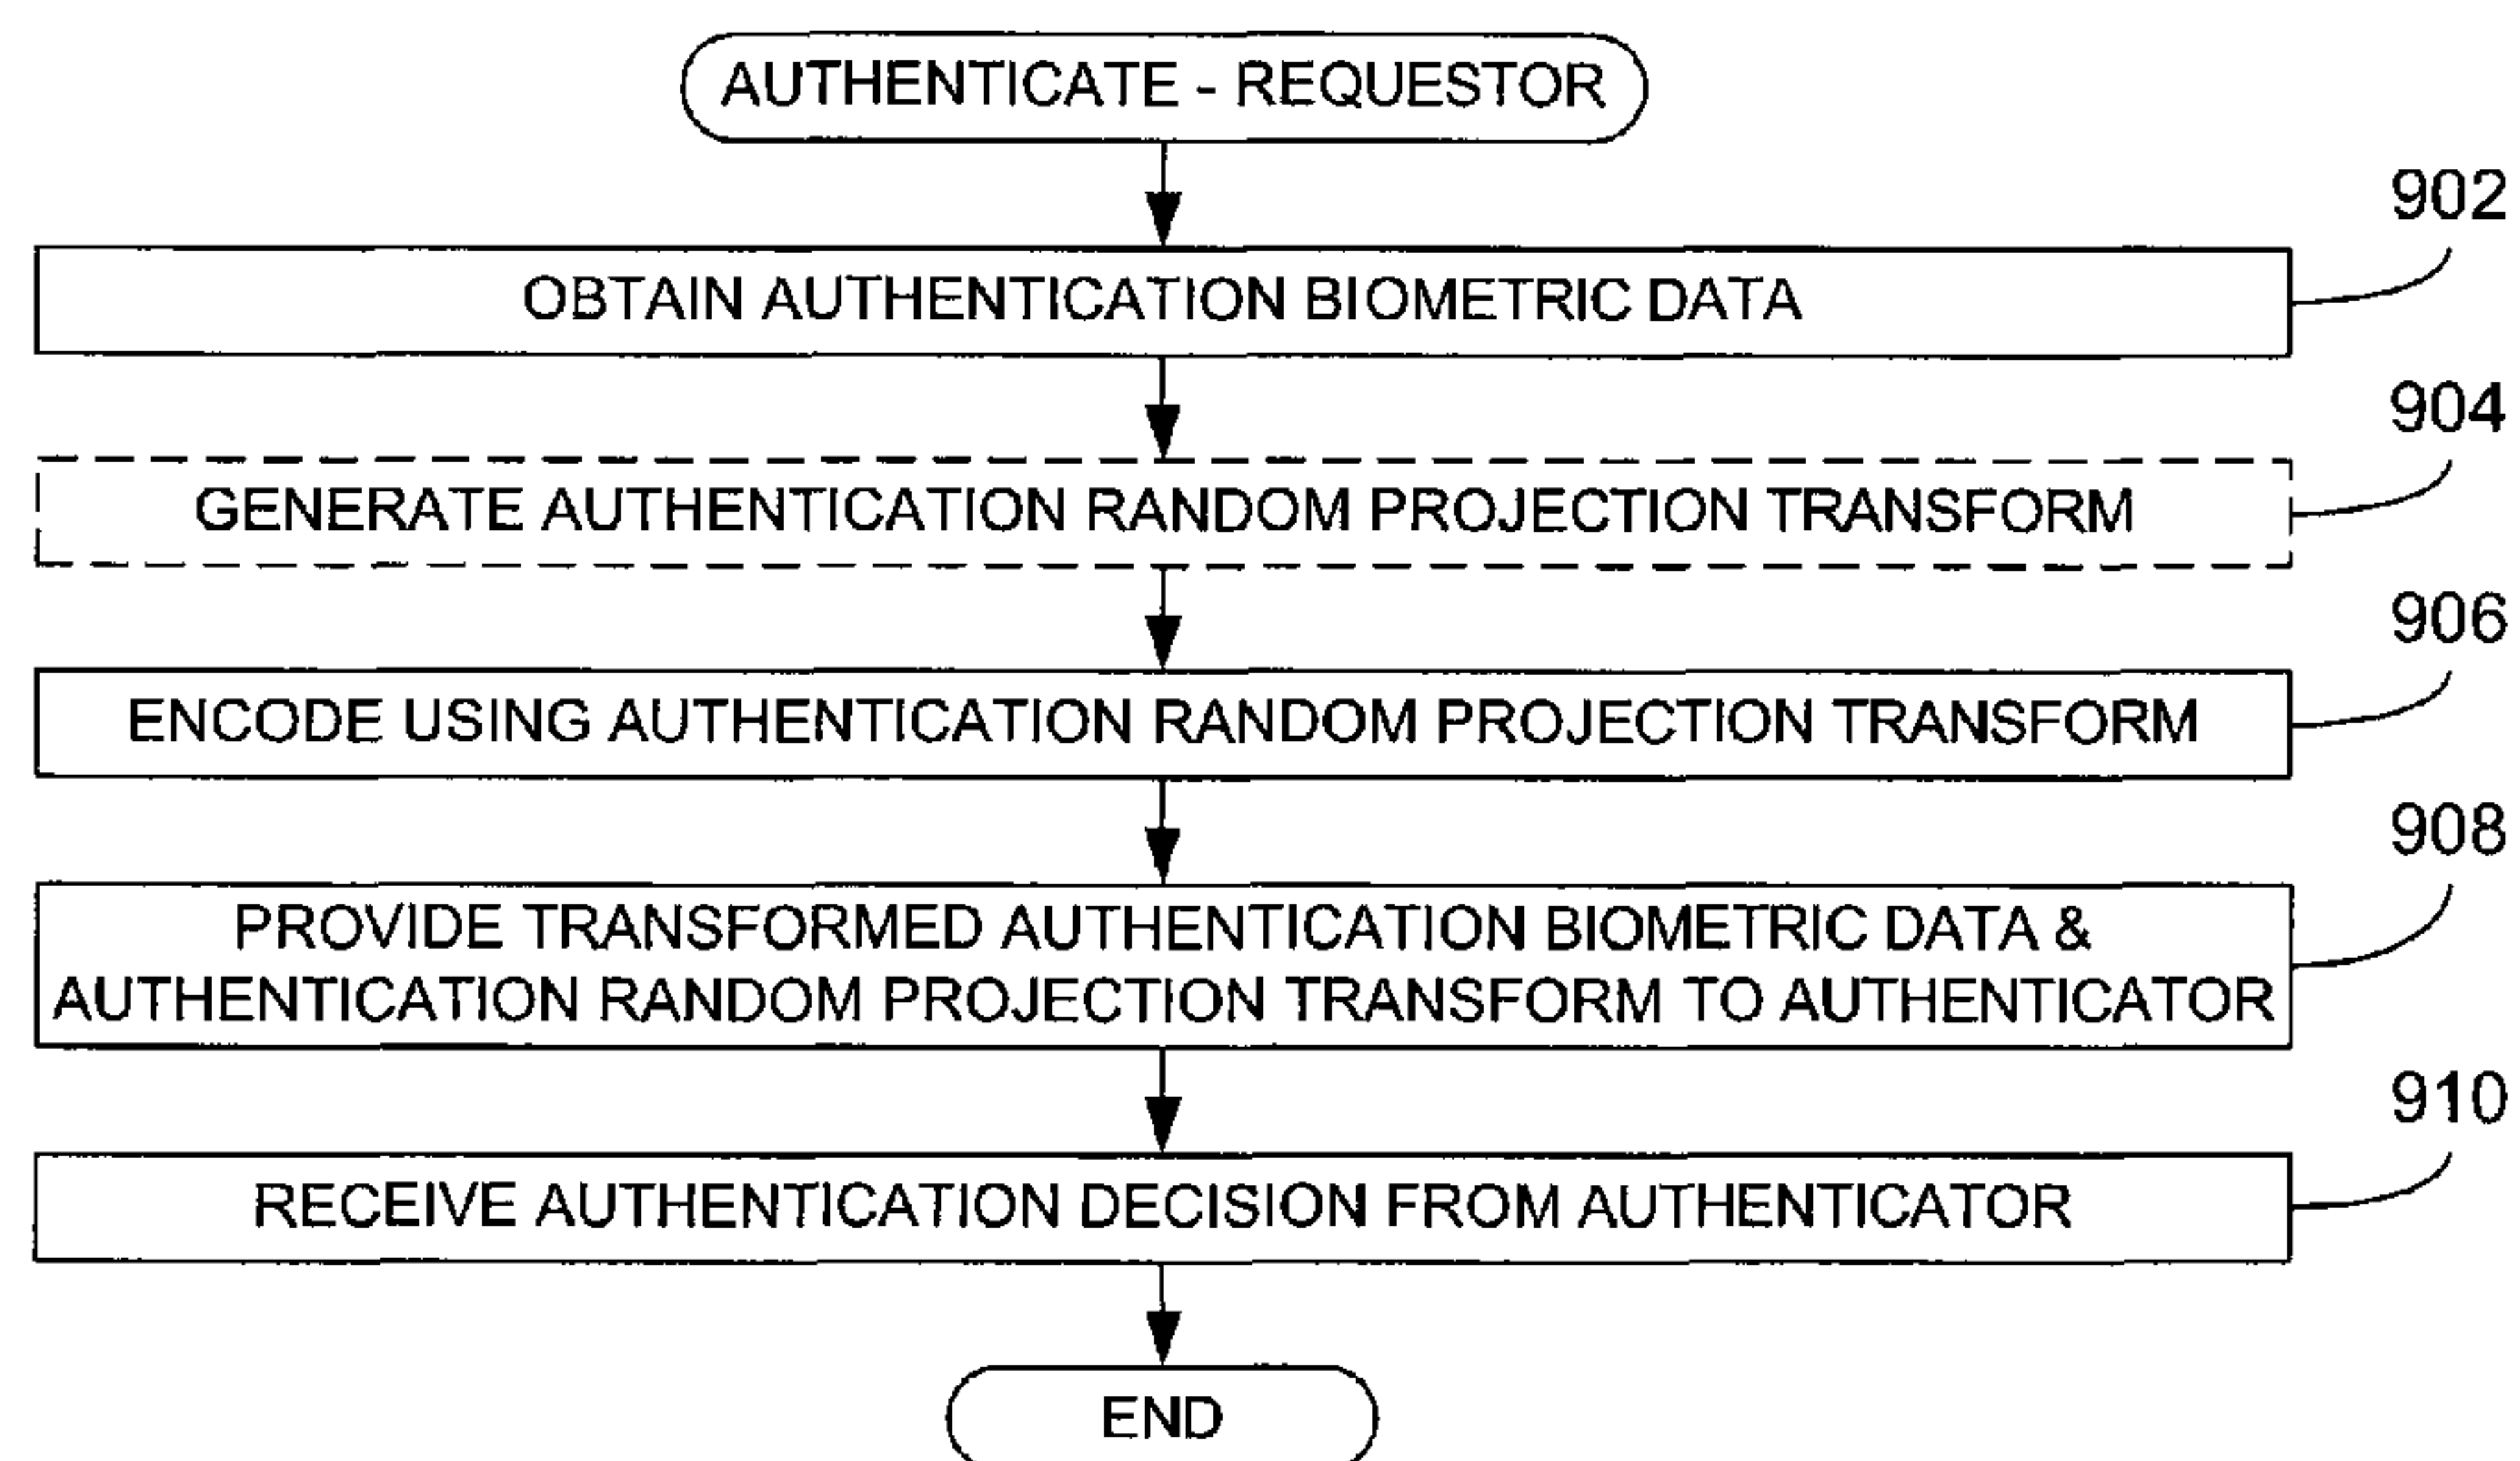 AUTHENTICATE - REQUESTOR
902
OBTAIN AUTHENTICATION BIOMETRIC DATA
904
GENERATE AUTHENTICATION RANDOM PROJECTION TRANSFORM
906
ENCODE USING AUTHENTICATION RANDOM PROJECTION TRANSFORM
908
PROVIDE TRANSFORMED AUTHENTICATION BIOMETRIC DATA &
AUTHENTICATION RANDOM PROJECTION TRANSFORM TO AUTHENTICATOR
910
RECEIVE AUTHENTICATION DECISION FROM AUTHENTICATOR
END